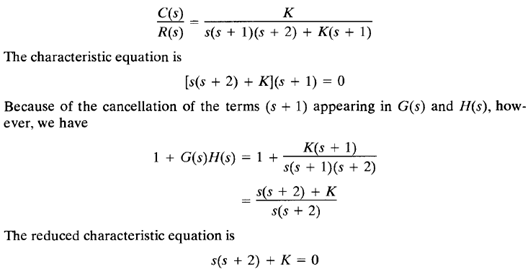 C(s)/R(s) = K/(s(s + 1)(s + 2) + K(s + 1))
The characteristic equation is
[s(s + 2) + K](s + 1) = 0
Because of the cancellation of the terms (s + 1) appearing in G(s) and H(s), how-
ever, we have
1 + G(s)H(s) = 1 + K(s + 1)/(s(s + 1)(s + 2))
= (s(s + 2) + K)/(s(s + 2))
The reduced characteristic equation is
s(s + 2) + K = 0